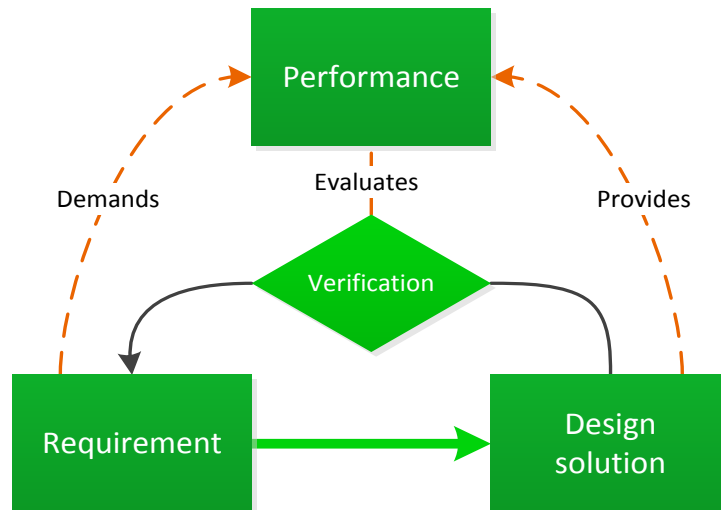 Performance
Evaluates
Demands
Provides
Verification
Requirement
Design
solution